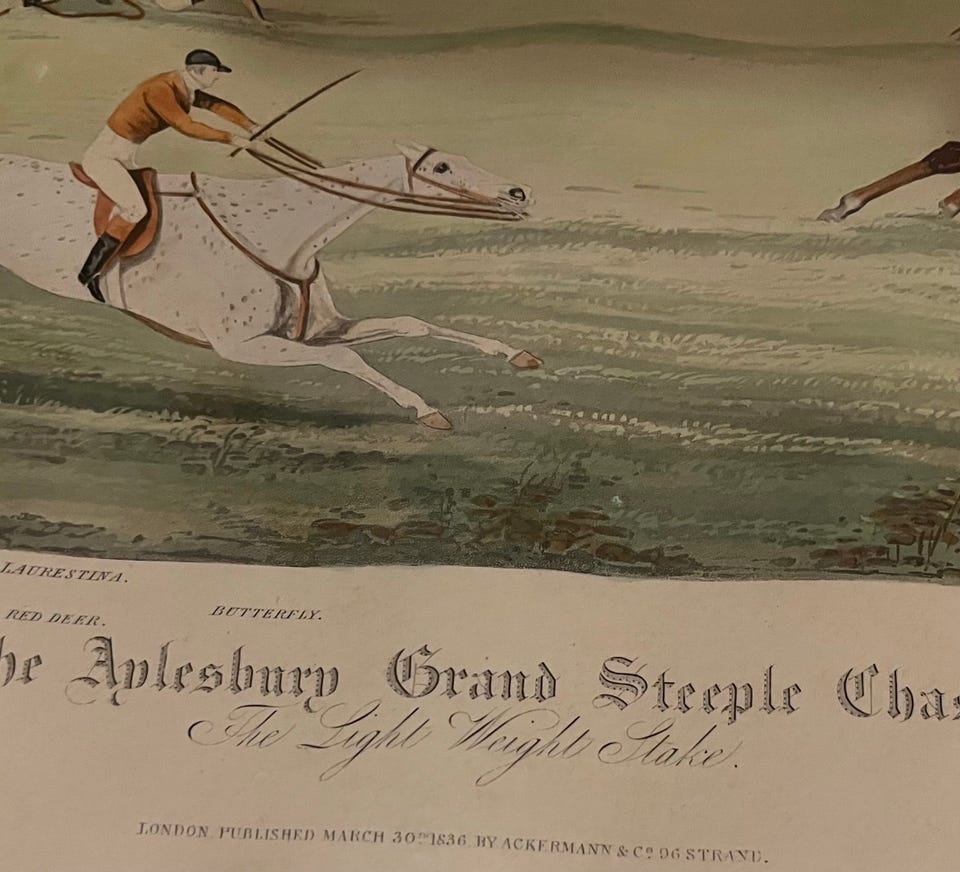 LAURESTINA.
RED DEER. BUTTERFLY.
he Aylesbury Grand Steeple Chas
The Light Weight Stake.
LONDON, PUBLISHED MARCH 30TH 1836, BY ACKERMANN & Co 96 STRAND.